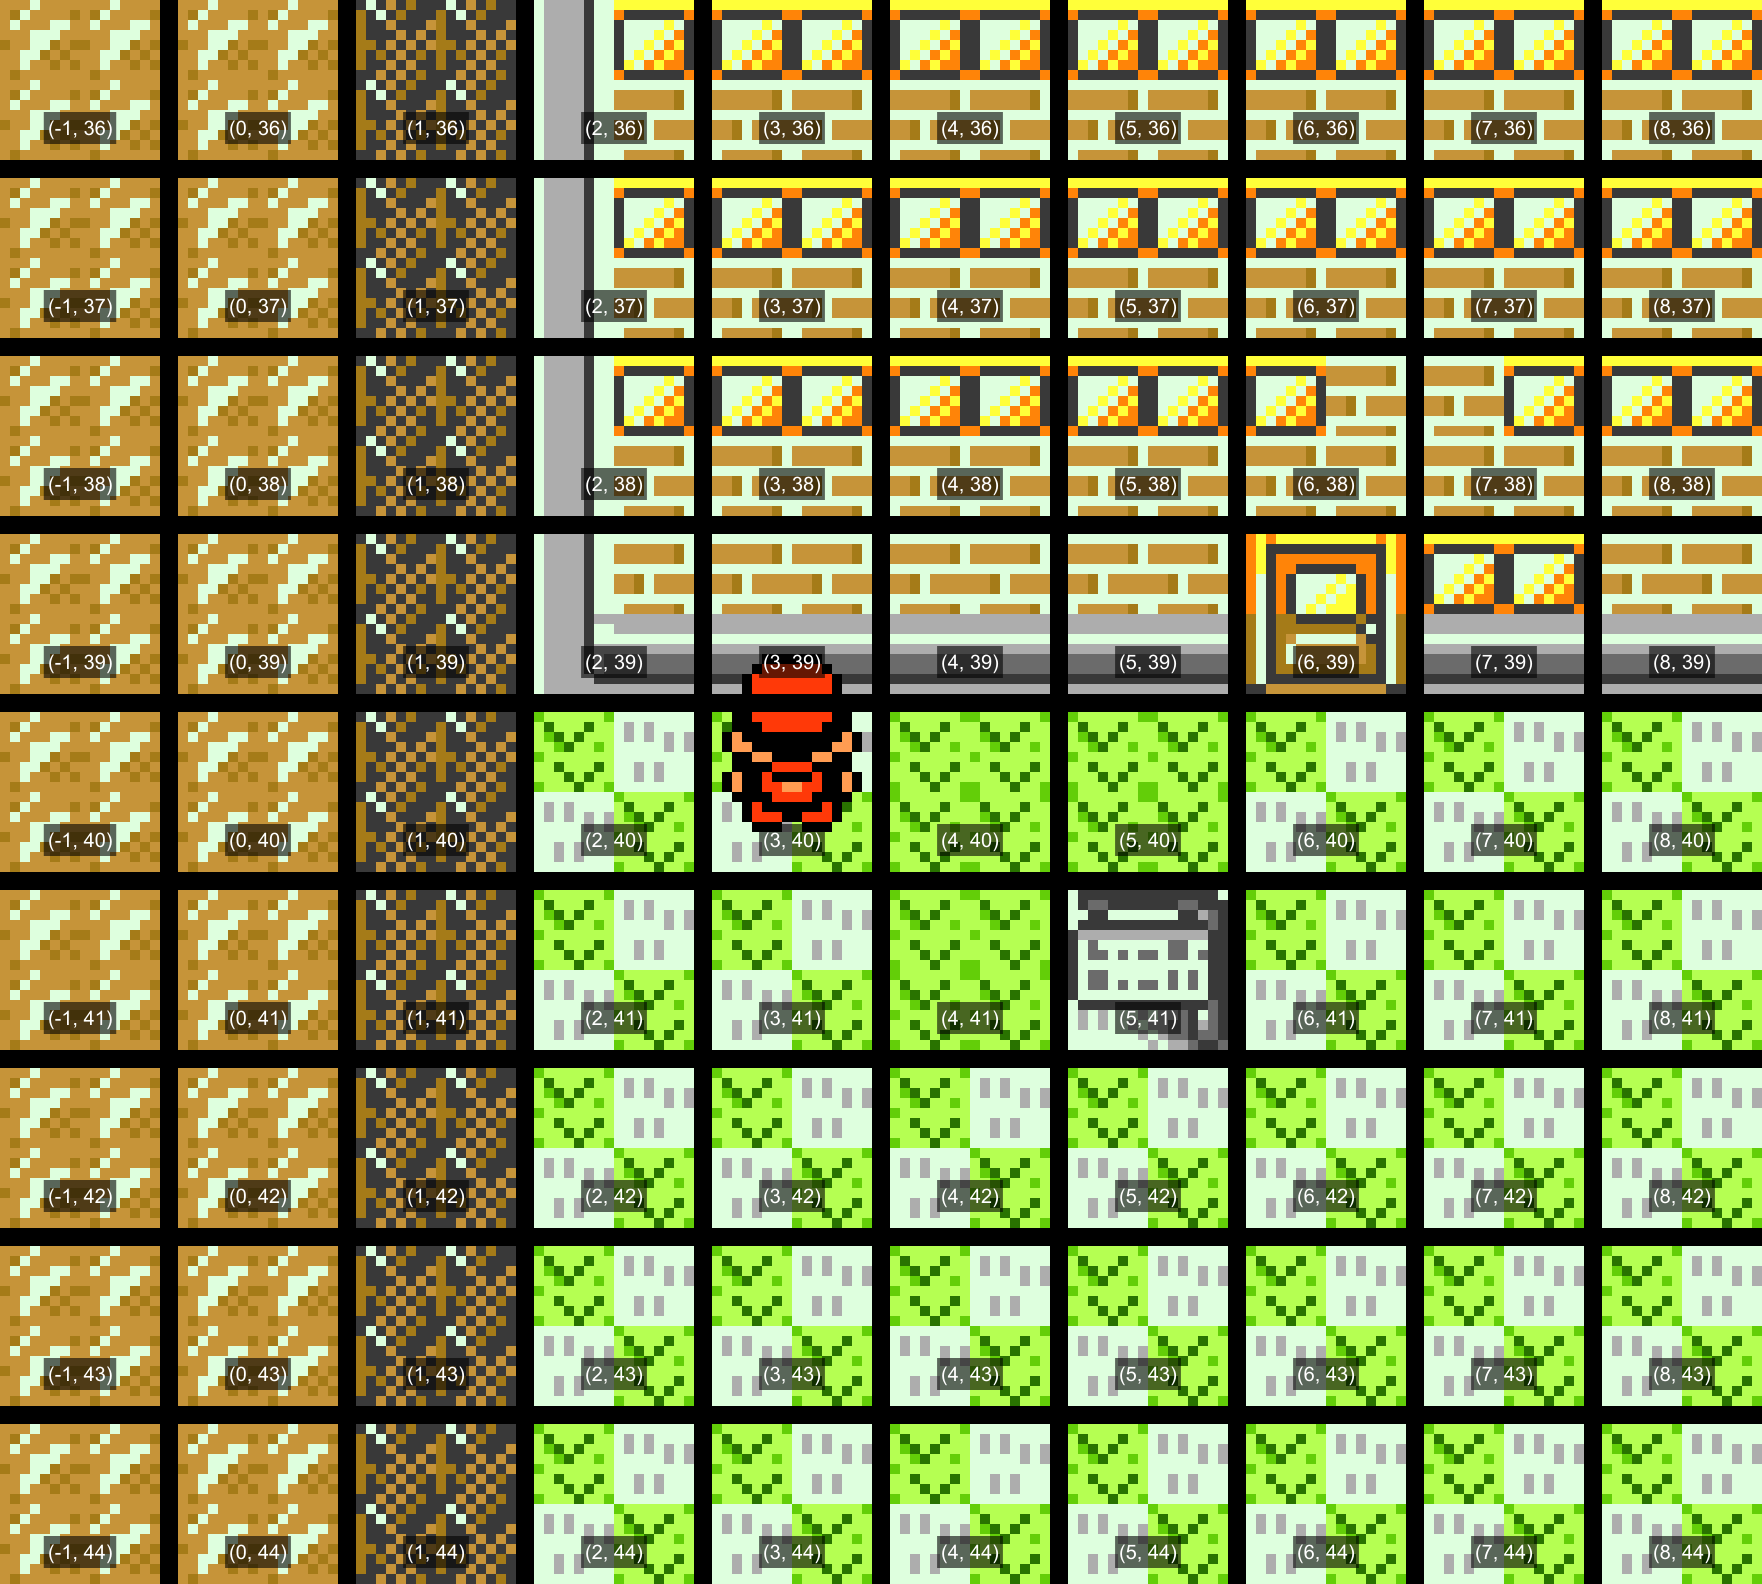 (-1, 36) (0, 36) (1, 36) (2, 36) (3, 36) (4, 36) (5, 36) (6, 36) (7, 36) (8, 36)
(-1, 37) (0, 37) (1, 37) (2, 37) (3, 37) (4, 37) (5, 37) (6, 37) (7, 37) (8, 37)
(-1, 38) (0, 38) (1, 38) (2, 38) (3, 38) (4, 38) (5, 38) (6, 38) (7, 38) (8, 38)
(-1, 39) (0, 39) (1, 39) (2, 39) (3, 39) (4, 39) (5, 39) (6, 39) (7, 39) (8, 39)
(-1, 40) (0, 40) (1, 40) (2, 40) (3, 40) (4, 40) (5, 40) (6, 40) (7, 40) (8, 40)
(-1, 41) (0, 41) (1, 41) (2, 41) (3, 41) (4, 41) (5, 41) (6, 41) (7, 41) (8, 41)
(-1, 42) (0, 42) (1, 42) (2, 42) (3, 42) (4, 42) (5, 42) (6, 42) (7, 42) (8, 42)
(-1, 43) (0, 43) (1, 43) (2, 43) (3, 43) (4, 43) (5, 43) (6, 43) (7, 43) (8, 43)
(-1, 44) (0, 44) (1, 44) (2, 44) (3, 44) (4, 44) (5, 44) (6, 44) (7, 44) (8, 44)